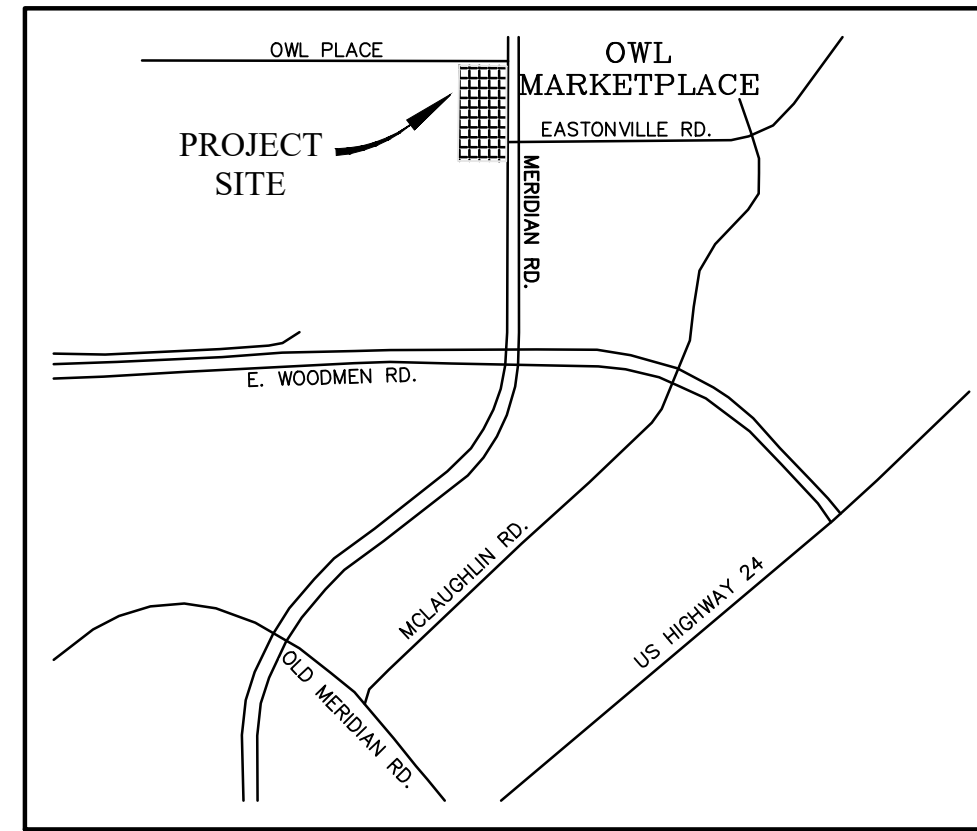 OWL PLACE
OWL
MARKETPLACE
PROJECT
SITE
EASTONVILLE RD.
MERIDIAN RD.
E. WOODMEN RD.
MCLAUGHLIN RD.
US HIGHWAY 24
OLD MERIDIAN RD.